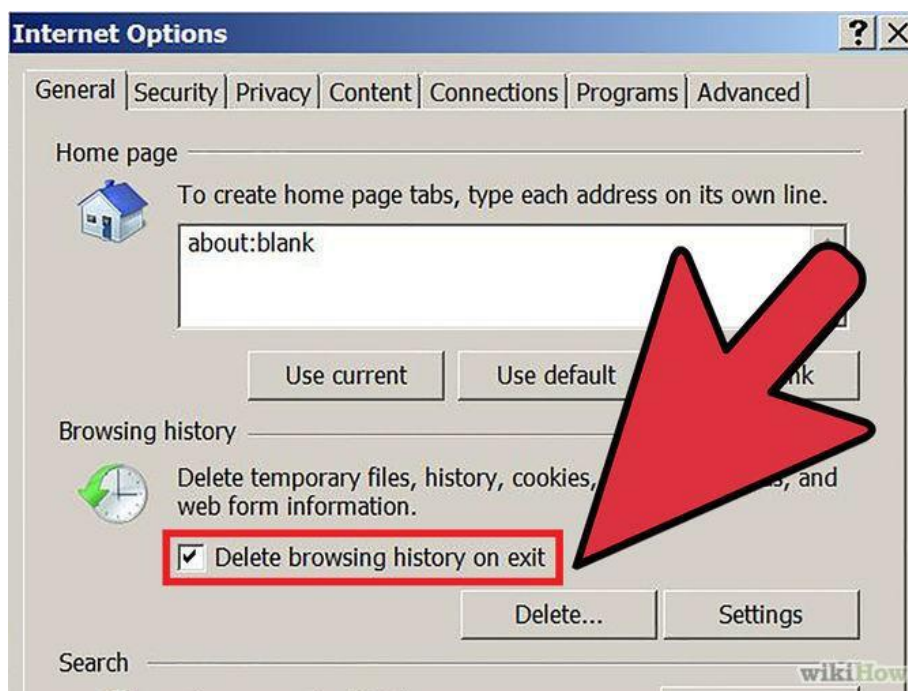 Internet Options
General Security Privacy Content Connections Programs Advanced
Home page
To create home page tabs, type each address on its own line.
about:blank
Use current Use default
Browsing history
Delete temporary files, history, cookies, and
web form information.
Delete browsing history on exit
Delete... Settings
Search
wikiHow